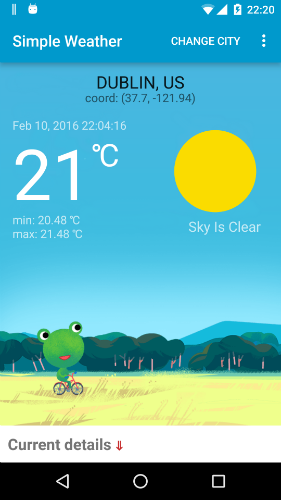 22:20
Simple Weather
CHANGE CITY
DUBLIN, US
coord: (37.7, -121.94)
Feb 10, 2016 22:04:16
21 °C
Sky Is Clear
min: 20.48 °C
max: 21.48 °C
Current details ⇓